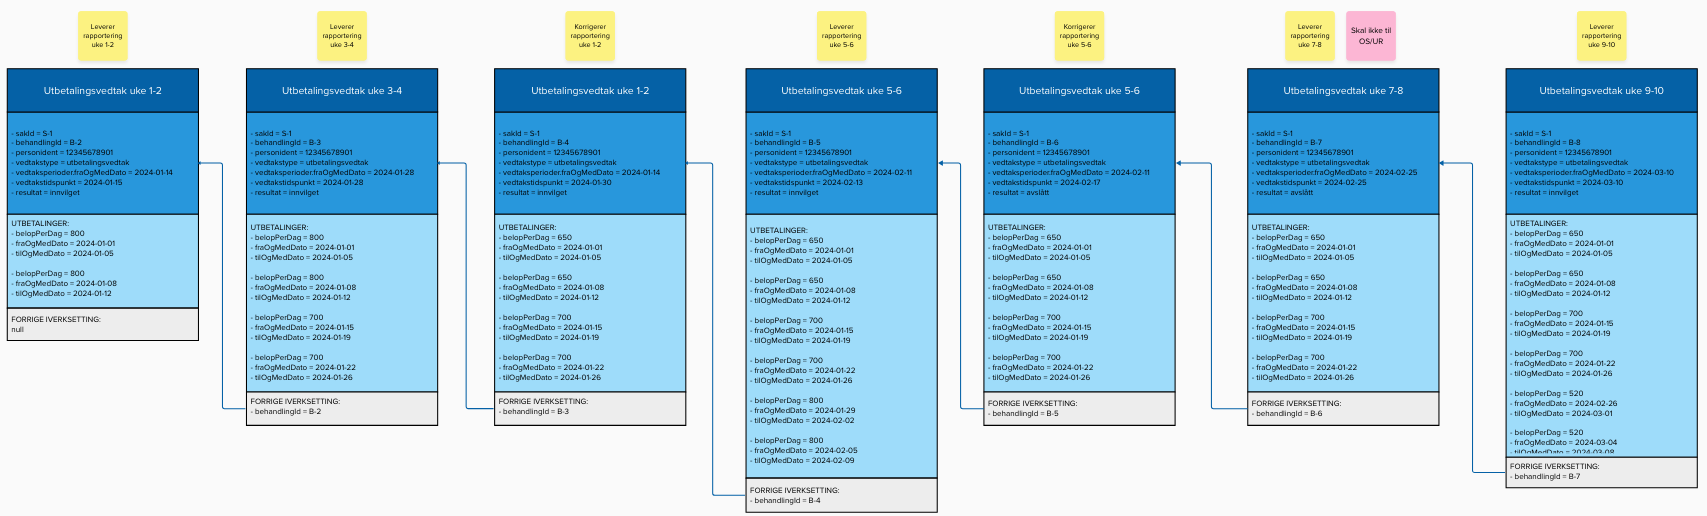 Leverer
rapportering
uke 1-2
Utbetalingsvedtak uke 1-2
- sakId = S-1
- behandlingId = B-2
- personident = 12345678901
- vedtakstype = utbetalingsvedtak
- vedtaksperioder.fraOgMedDato = 2024-01-14
- vedtakstidspunkt = 2024-01-15
- resultat = innvilget
UTBETALINGER:
- belopPerDag = 800
- fraOgMedDato = 2024-01-01
- tilOgMedDato = 2024-01-05
- belopPerDag = 800
- fraOgMedDato = 2024-01-08
- tilOgMedDato = 2024-01-12
FORRIGE IVERKSETTING:
null
Leverer
rapportering
uke 3-4
Utbetalingsvedtak uke 3-4
- sakId = S-1
- behandlingId = B-3
- personident = 12345678901
- vedtakstype = utbetalingsvedtak
- vedtaksperioder.fraOgMedDato = 2024-01-28
- vedtakstidspunkt = 2024-01-28
- resultat = innvilget
UTBETALINGER:
- belopPerDag = 800
- fraOgMedDato = 2024-01-01
- tilOgMedDato = 2024-01-05
- belopPerDag = 800
- fraOgMedDato = 2024-01-08
- tilOgMedDato = 2024-01-12
- belopPerDag = 700
- fraOgMedDato = 2024-01-15
- tilOgMedDato = 2024-01-19
- belopPerDag = 700
- fraOgMedDato = 2024-01-22
- tilOgMedDato = 2024-01-26
FORRIGE IVERKSETTING:
- behandlingId = B-2
Korrigerer
rapportering
uke 1-2
Utbetalingsvedtak uke 1-2
- sakId = S-1
- behandlingId = B-4
- personident = 12345678901
- vedtakstype = utbetalingsvedtak
- vedtaksperioder.fraOgMedDato = 2024-01-14
- vedtakstidspunkt = 2024-01-30
- resultat = innvilget
UTBETALINGER:
- belopPerDag = 650
- fraOgMedDato = 2024-01-01
- tilOgMedDato = 2024-01-05
- belopPerDag = 650
- fraOgMedDato = 2024-01-08
- tilOgMedDato = 2024-01-12
- belopPerDag = 700
- fraOgMedDato = 2024-01-15
- tilOgMedDato = 2024-01-19
- belopPerDag = 700
- fraOgMedDato = 2024-01-22
- tilOgMedDato = 2024-01-26
FORRIGE IVERKSETTING:
- behandlingId = B-3
Leverer
rapportering
uke 5-6
Utbetalingsvedtak uke 5-6
- sakId = S-1
- behandlingId = B-5
- personident = 12345678901
- vedtakstype = utbetalingsvedtak
- vedtaksperioder.fraOgMedDato = 2024-02-11
- vedtakstidspunkt = 2024-02-13
- resultat = innvilget
UTBETALINGER:
- belopPerDag = 650
- fraOgMedDato = 2024-01-01
- tilOgMedDato = 2024-01-05
- belopPerDag = 650
- fraOgMedDato = 2024-01-08
- tilOgMedDato = 2024-01-12
- belopPerDag = 700
- fraOgMedDato = 2024-01-15
- tilOgMedDato = 2024-01-19
- belopPerDag = 700
- fraOgMedDato = 2024-01-22
- tilOgMedDato = 2024-01-26
- belopPerDag = 800
- fraOgMedDato = 2024-01-29
- tilOgMedDato = 2024-02-02
- belopPerDag = 800
- fraOgMedDato = 2024-02-05
- tilOgMedDato = 2024-02-09
FORRIGE IVERKSETTING:
- behandlingId = B-4
Korrigerer
rapportering
uke 5-6
Utbetalingsvedtak uke 5-6
- sakId = S-1
- behandlingId = B-6
- personident = 12345678901
- vedtakstype = utbetalingsvedtak
- vedtaksperioder.fraOgMedDato = 2024-02-11
- vedtakstidspunkt = 2024-02-17
- resultat = avslått
UTBETALINGER:
- belopPerDag = 650
- fraOgMedDato = 2024-01-01
- tilOgMedDato = 2024-01-05
- belopPerDag = 650
- fraOgMedDato = 2024-01-08
- tilOgMedDato = 2024-01-12
- belopPerDag = 700
- fraOgMedDato = 2024-01-15
- tilOgMedDato = 2024-01-19
- belopPerDag = 700
- fraOgMedDato = 2024-01-22
- tilOgMedDato = 2024-01-26
FORRIGE IVERKSETTING:
- behandlingId = B-5
Leverer
rapportering
uke 7-8
Skal ikke til
OS/UR
Utbetalingsvedtak uke 7-8
- sakId = S-1
- behandlingId = B-7
- personident = 12345678901
- vedtakstype = utbetalingsvedtak
- vedtaksperioder.fraOgMedDato = 2024-02-25
- vedtakstidspunkt = 2024-02-25
- resultat = avslått
UTBETALINGER:
- belopPerDag = 650
- fraOgMedDato = 2024-01-01
- tilOgMedDato = 2024-01-05
- belopPerDag = 650
- fraOgMedDato = 2024-01-08
- tilOgMedDato = 2024-01-12
- belopPerDag = 700
- fraOgMedDato = 2024-01-15
- tilOgMedDato = 2024-01-19
- belopPerDag = 700
- fraOgMedDato = 2024-01-22
- tilOgMedDato = 2024-01-26
FORRIGE IVERKSETTING:
- behandlingId = B-6
Leverer
rapportering
uke 9-10
Utbetalingsvedtak uke 9-10
- sakId = S-1
- behandlingId = B-8
- personident = 12345678901
- vedtakstype = utbetalingsvedtak
- vedtaksperioder.fraOgMedDato = 2024-03-10
- vedtakstidspunkt = 2024-03-10
- resultat = innvilget
UTBETALINGER:
- belopPerDag = 650
- fraOgMedDato = 2024-01-01
- tilOgMedDato = 2024-01-05
- belopPerDag = 650
- fraOgMedDato = 2024-01-08
- tilOgMedDato = 2024-01-12
- belopPerDag = 700
- fraOgMedDato = 2024-01-15
- tilOgMedDato = 2024-01-19
- belopPerDag = 700
- fraOgMedDato = 2024-01-22
- tilOgMedDato = 2024-01-26
- belopPerDag = 520
- fraOgMedDato = 2024-02-26
- tilOgMedDato = 2024-03-01
- belopPerDag = 520
- fraOgMedDato = 2024-03-04
- tilOgMedDato = 2024-03-08
FORRIGE IVERKSETTING:
- behandlingId = B-7